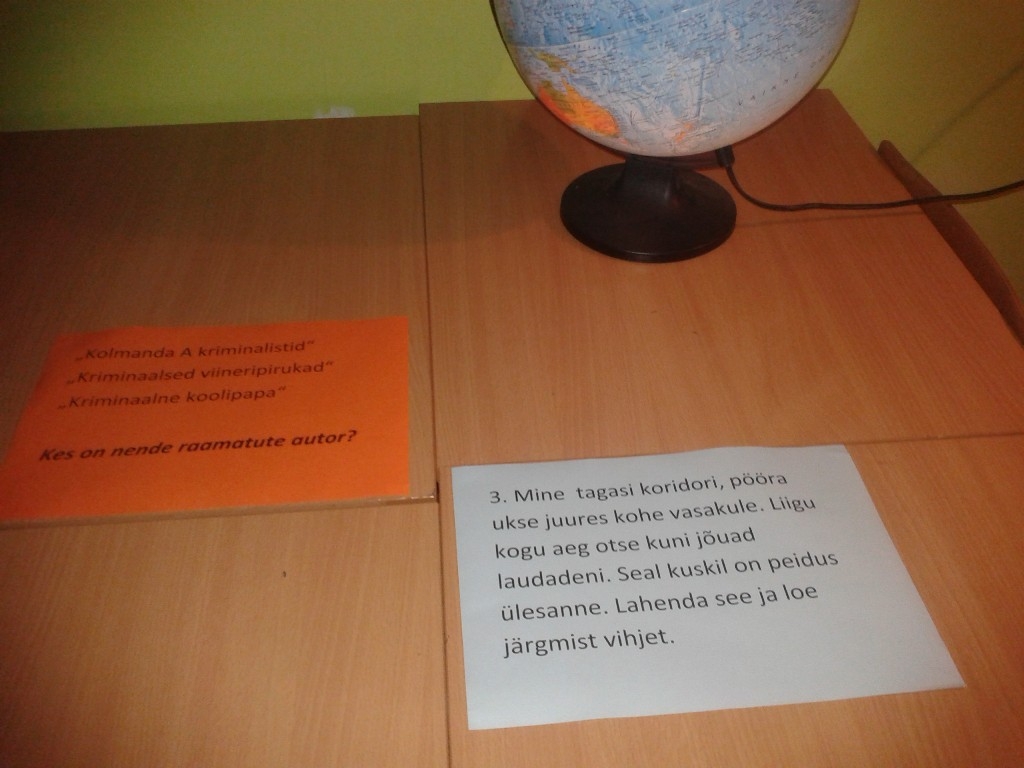 „Kolmanda A kriminalistid“
„Kriminaalsed viineripirukad“
„Kriminaalne koolipapa“
Kes on nende raamatute autor?
3. Mine tagasi koridori, pööra
ukse juures kohe vasakule. Liigu
kogu aeg otse kuni jõuad
laudadeni. Seal kuskil on peidus
ülesanne. Lahenda see ja loe
järgmist vihjet.